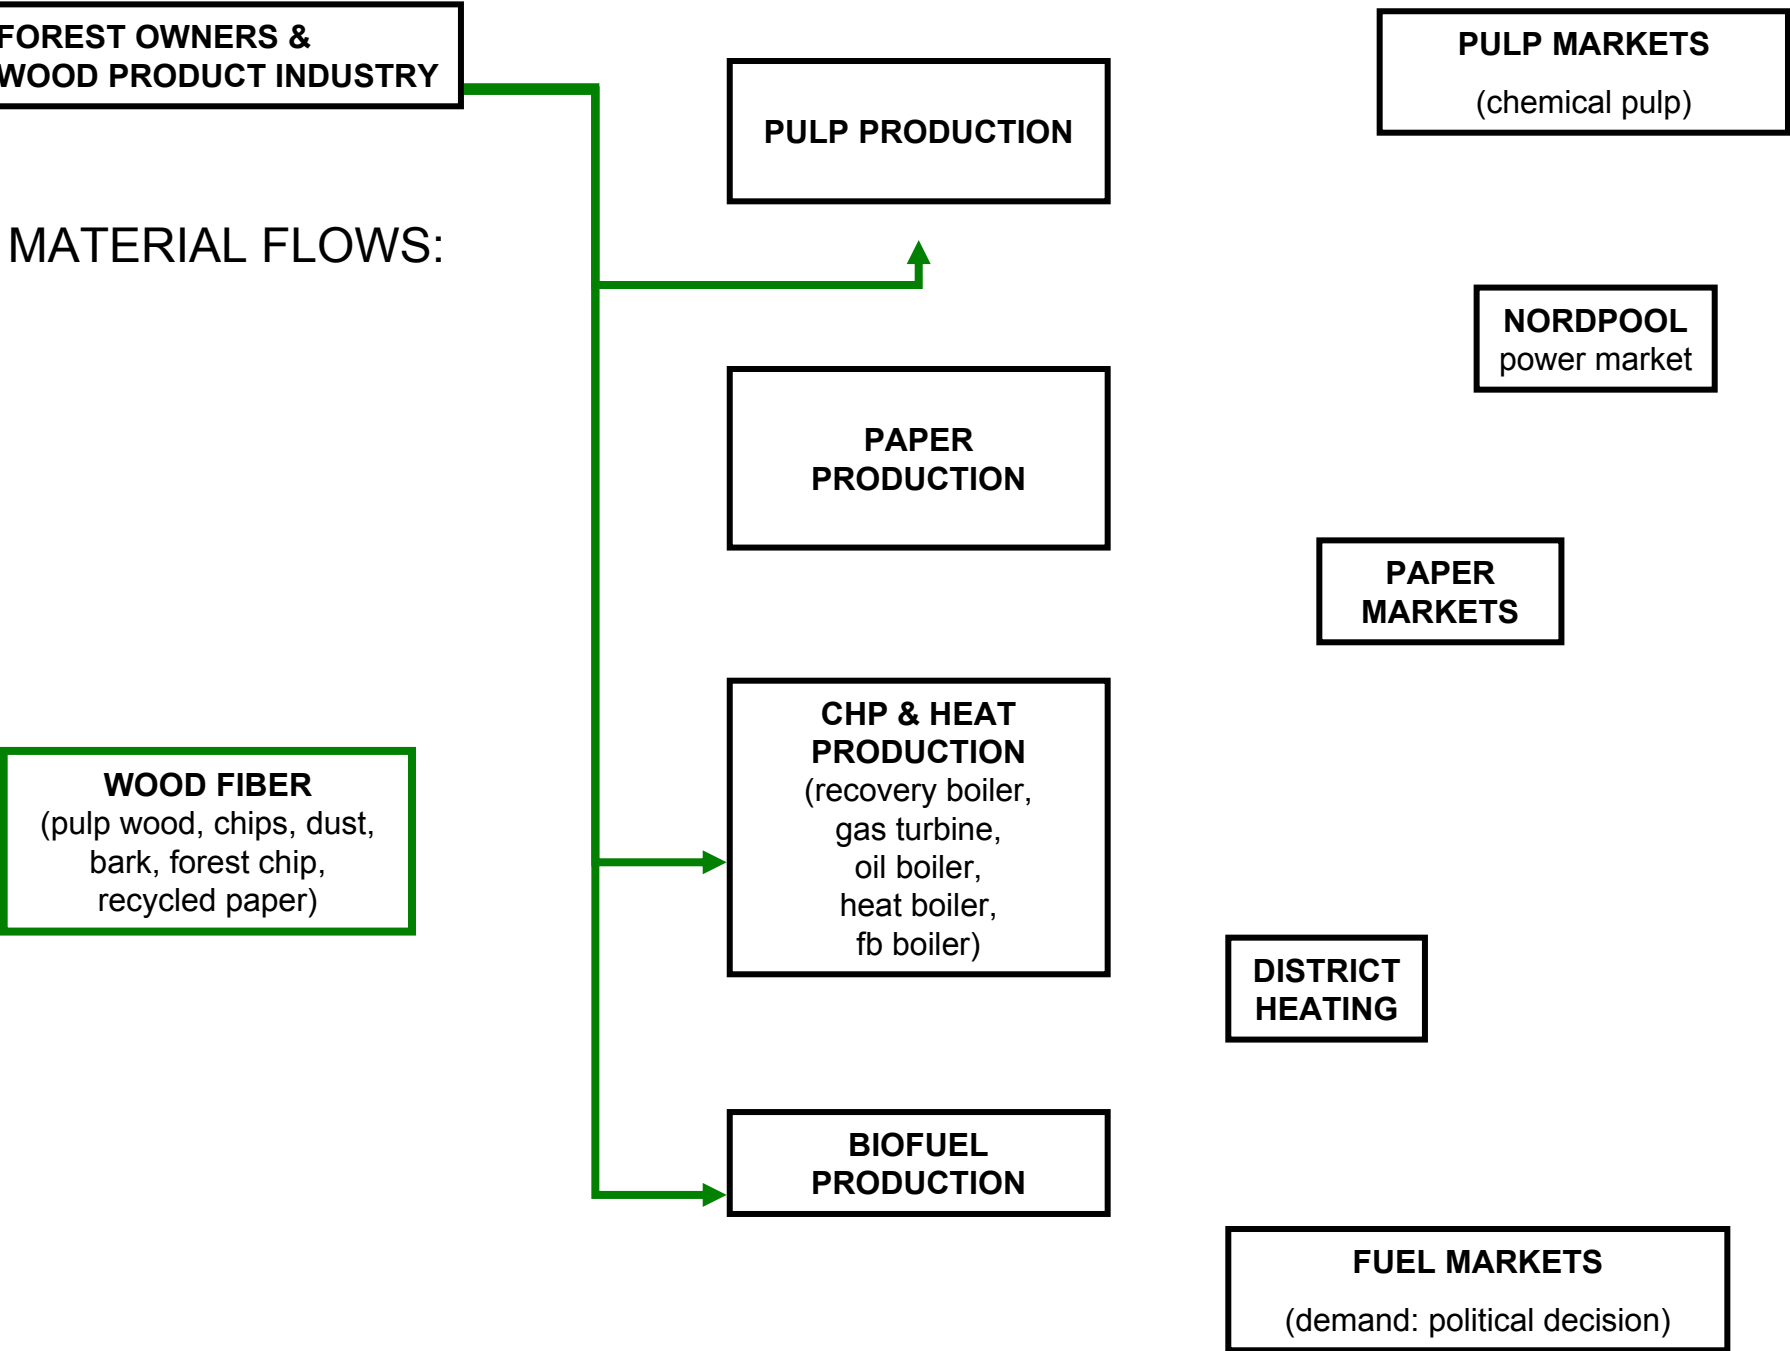 FOREST OWNERS &
WOOD PRODUCT INDUSTRY
MATERIAL FLOWS:
WOOD FIBER
(pulp wood, chips, dust,
bark, forest chip,
recycled paper)
PULP PRODUCTION
PAPER
PRODUCTION
CHP & HEAT
PRODUCTION
(recovery boiler,
gas turbine,
oil boiler,
heat boiler,
fb boiler)
BIOFUEL
PRODUCTION
PULP MARKETS
(chemical pulp)
NORDPOOL
power market
PAPER
MARKETS
DISTRICT
HEATING
FUEL MARKETS
(demand: political decision)